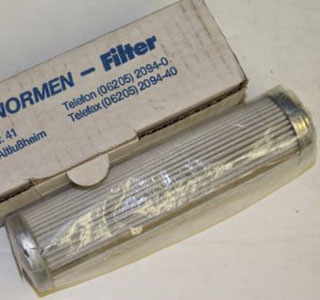 NORMEN – Filter
Telefon (06205) 2094-0
Telefax (06205) 2094-40
r. 41
Altlußheim